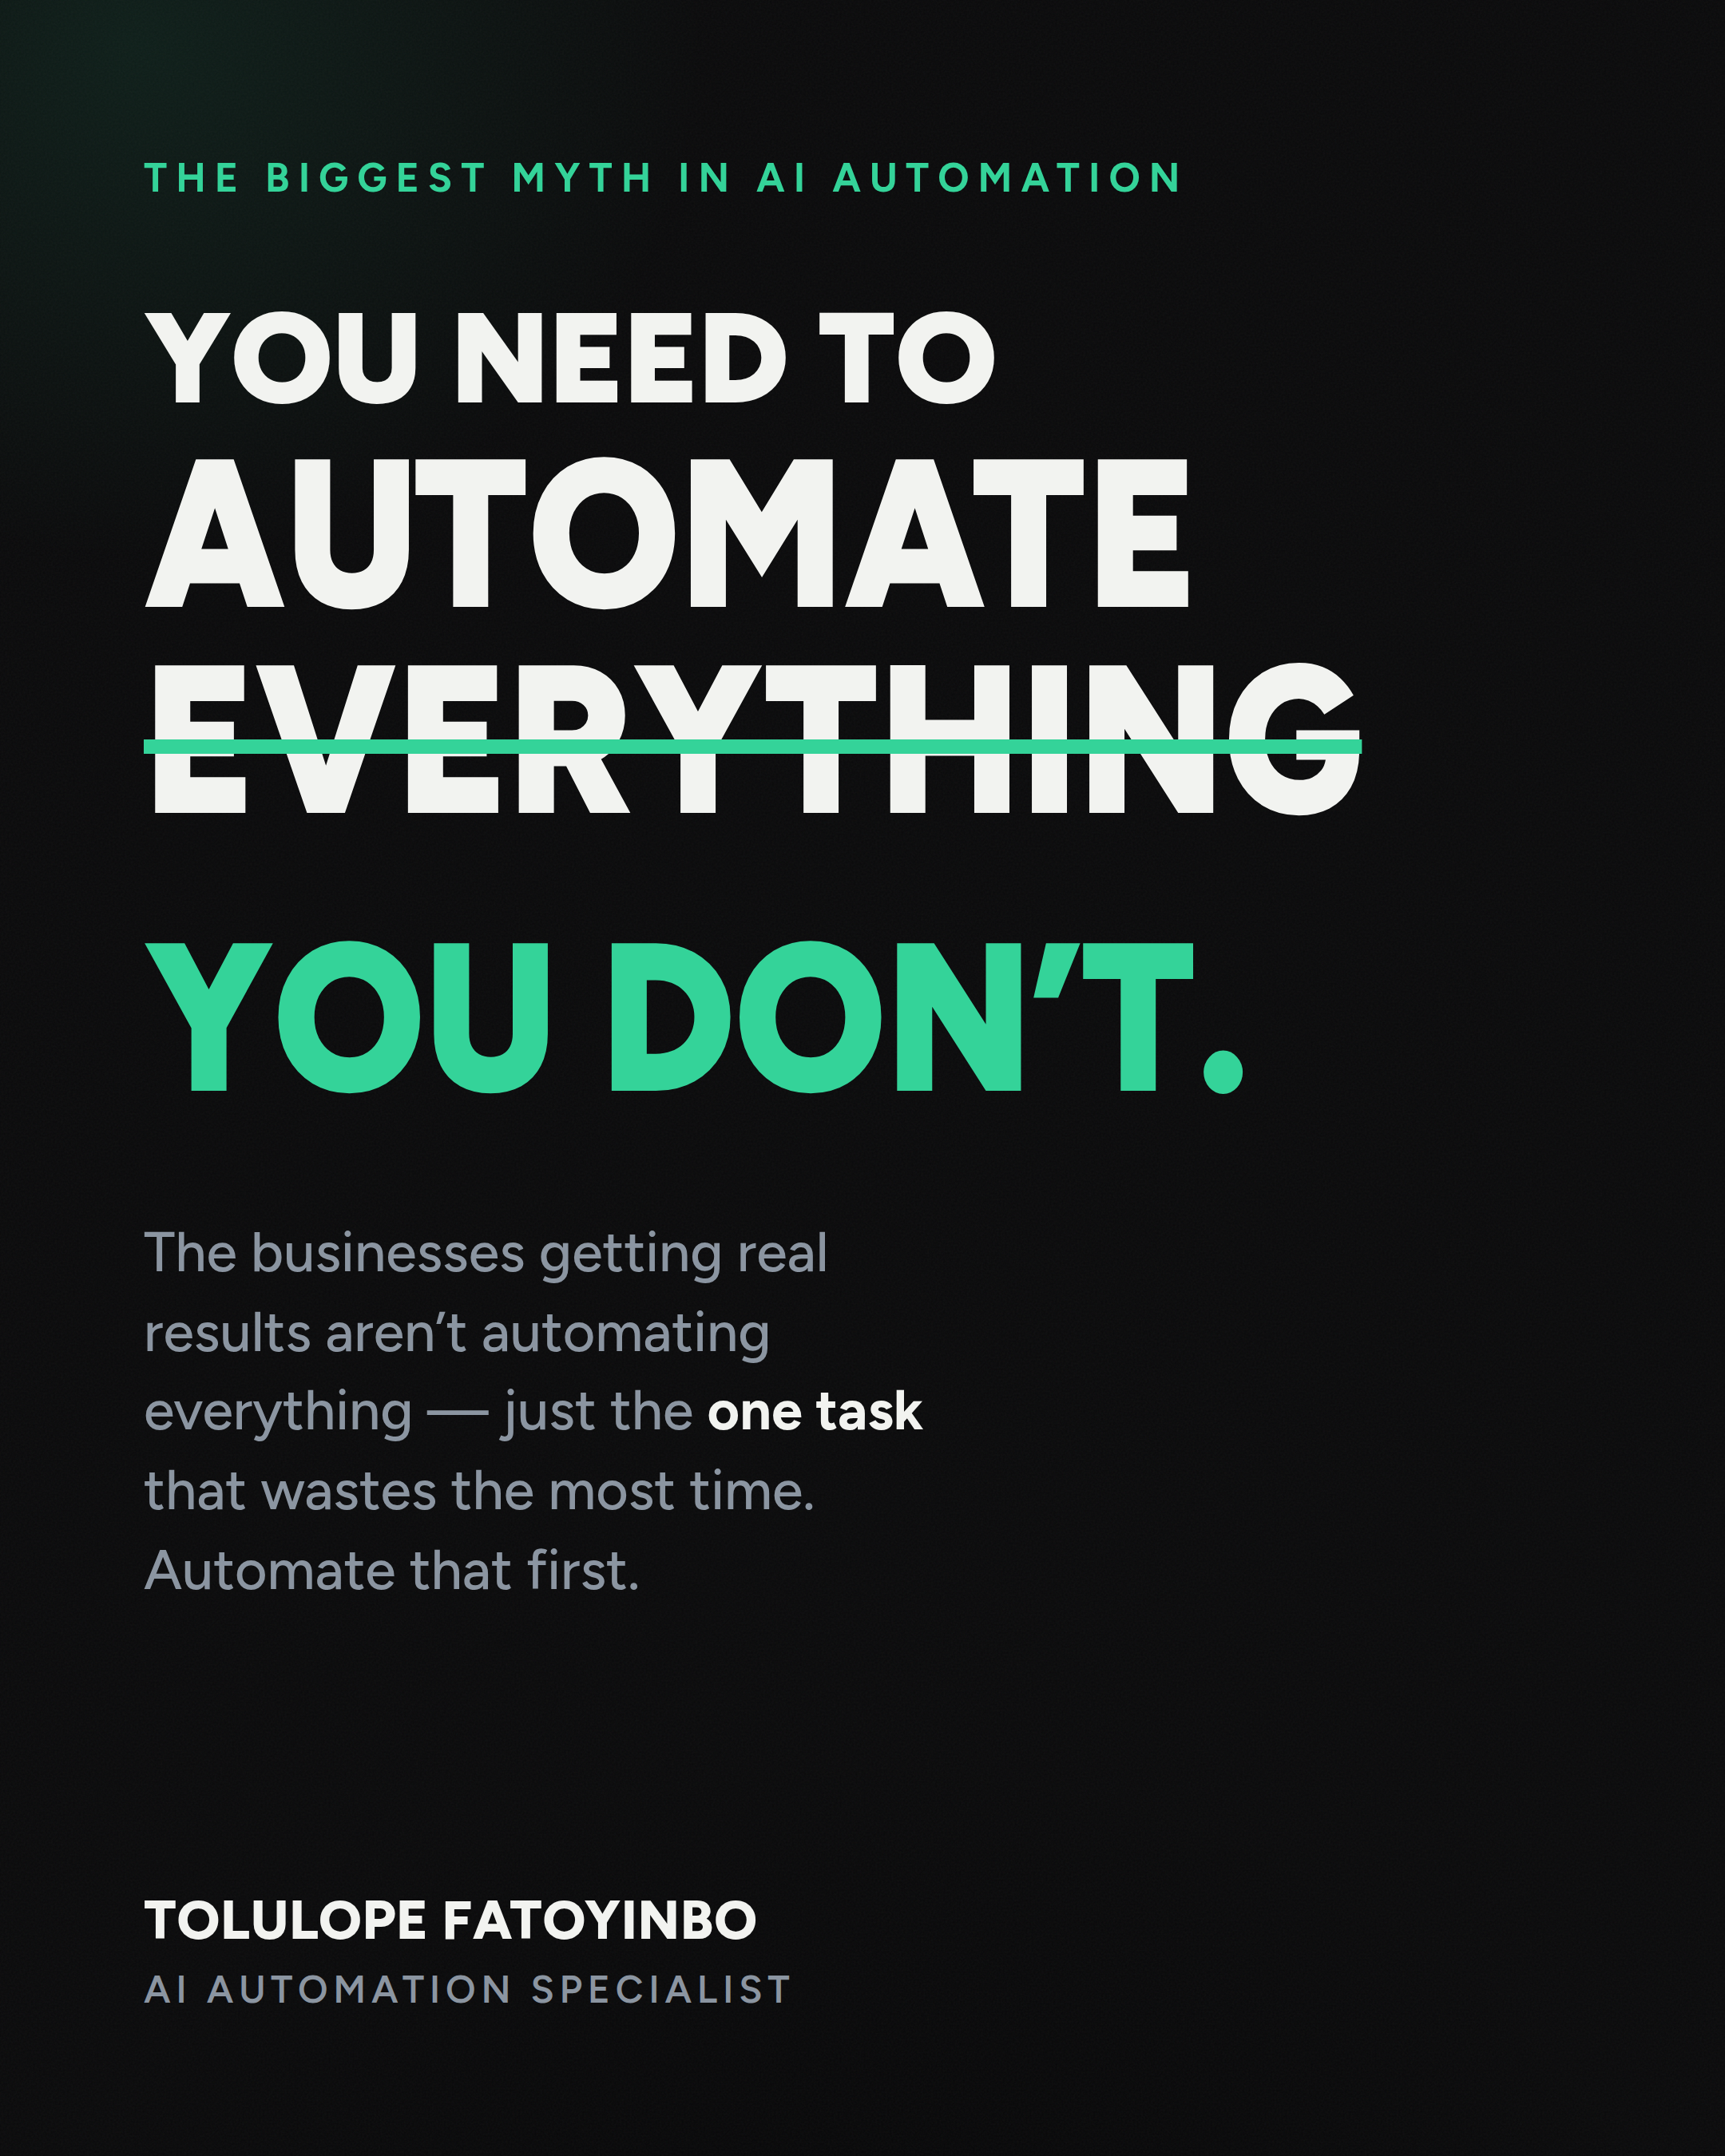 THE BIGGEST MYTH IN AI AUTOMATION
YOU NEED TO
AUTOMATE
EVERYTHING
YOU DON’T.
The businesses getting real
results aren’t automating
everything — just the one task
that wastes the most time.
Automate that first.
TOLULOPE FATOYINBO
AI AUTOMATION SPECIALIST